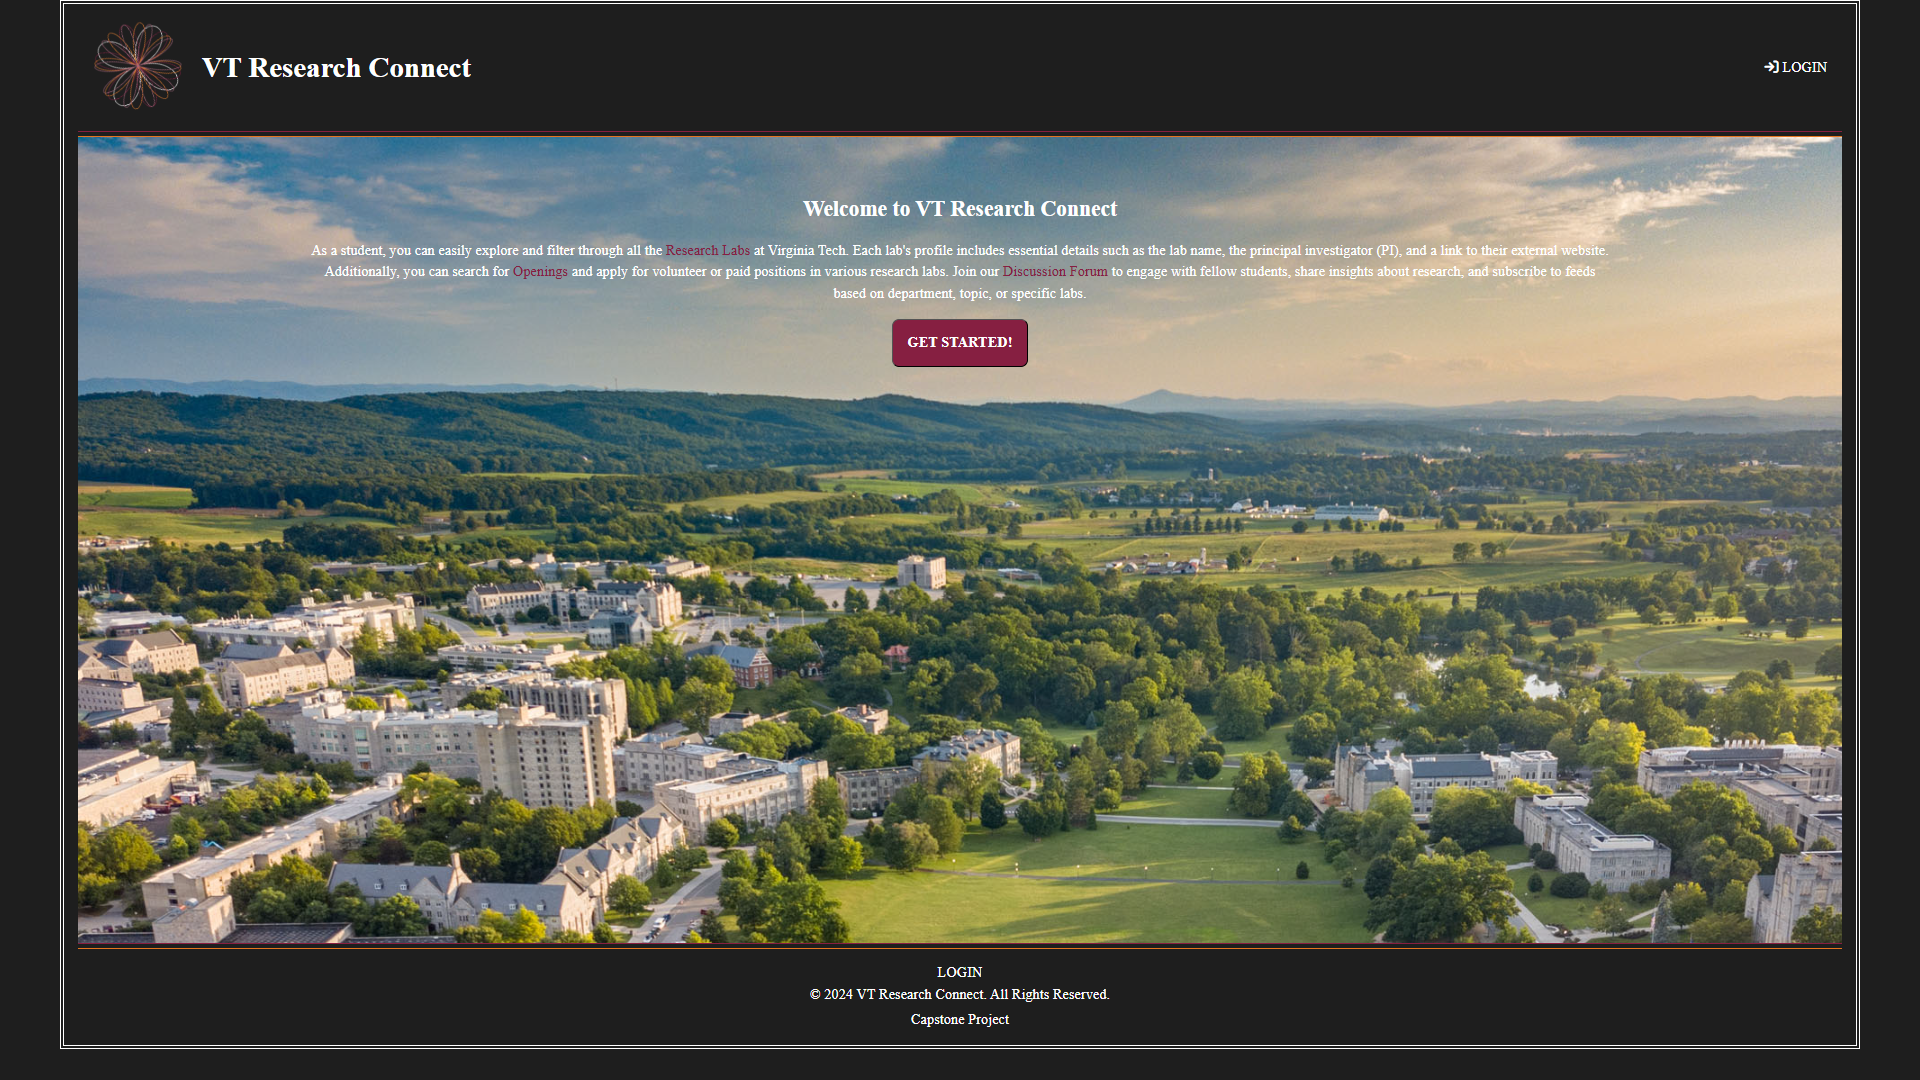 VT Research Connect
LOGIN
Welcome to VT Research Connect
As a student, you can easily explore and filter through all the Research Labs at Virginia Tech. Each lab's profile includes essential details such as the lab name, the principal investigator (PI), and a link to their external website.
Additionally, you can search for Openings and apply for volunteer or paid positions in various research labs. Join our Discussion Forum to engage with fellow students, share insights about research, and subscribe to feeds
based on department, topic, or specific labs.
GET STARTED!
LOGIN
© 2024 VT Research Connect. All Rights Reserved.
Capstone Project